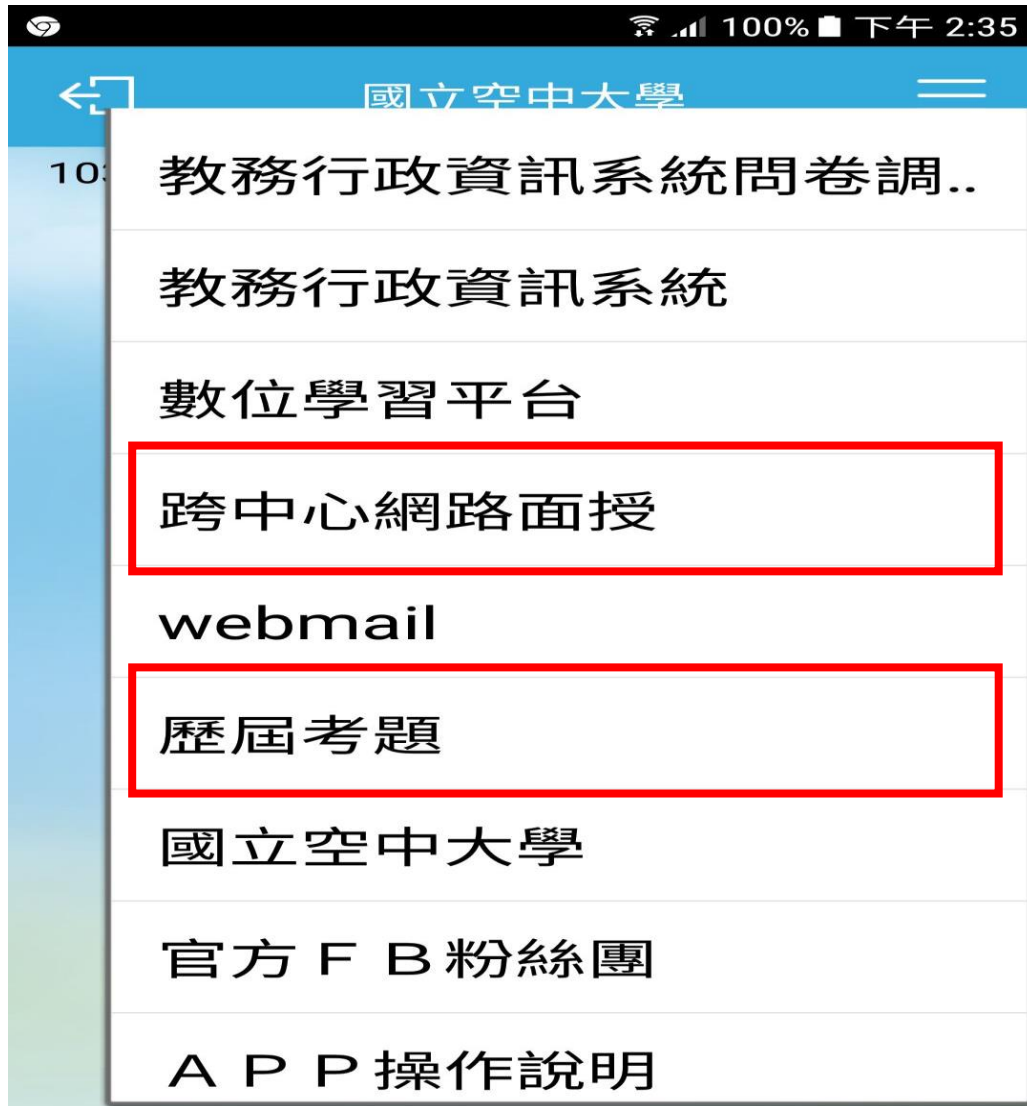 100% 下午 2:35
國立空中大學
教務行政資訊系統問卷調..
教務行政資訊系統
數位學習平台
跨中心網路面授
webmail
歷屆考題
國立空中大學
官方ＦＢ粉絲團
ＡＰＰ操作說明